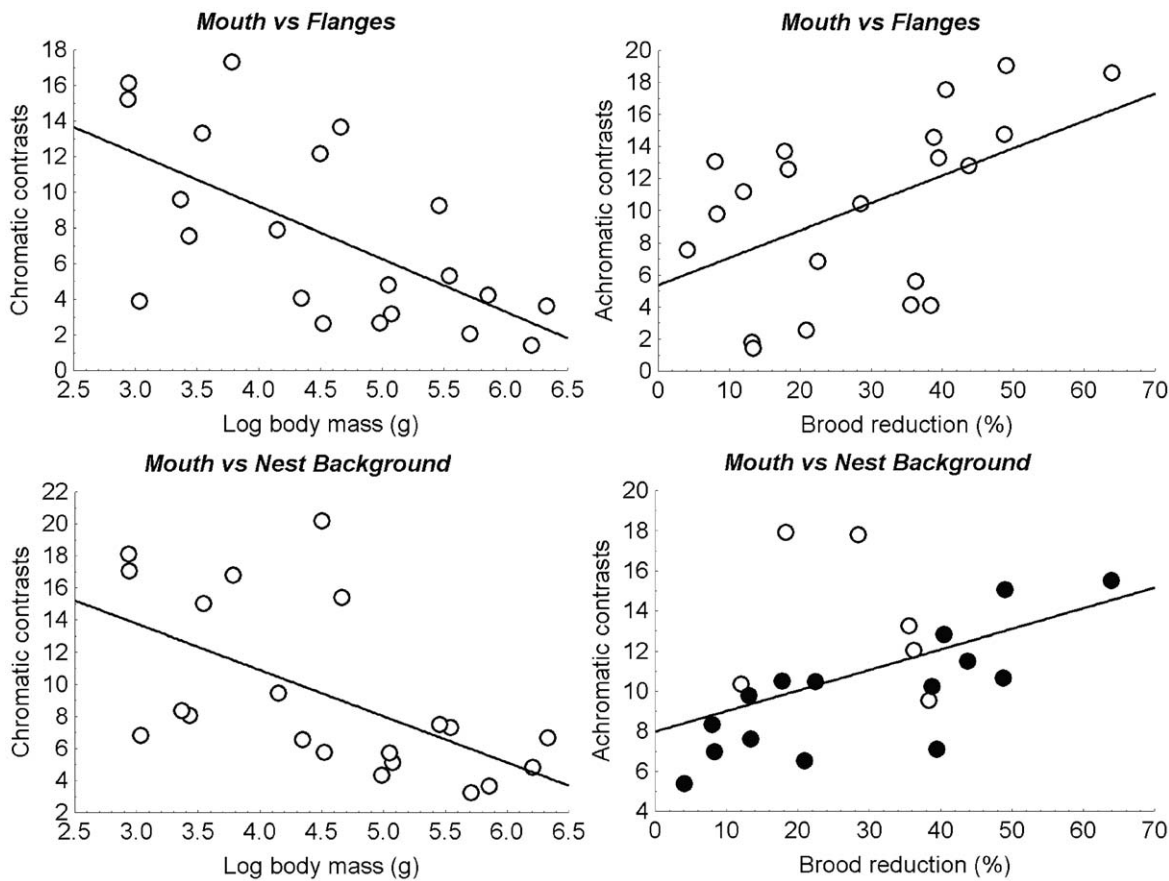 Mouth vs Flanges
18
16
14
12
10
8
6
4
2
0
Chromatic contrasts
2.5 3.0 3.5 4.0 4.5 5.0 5.5 6.0 6.5
Log body mass (g)
Mouth vs Flanges
20
18
16
14
12
10
8
6
4
2
0
Achromatic contrasts
0 10 20 30 40 50 60 70
Brood reduction (%)
Mouth vs Nest Background
22
20
18
16
14
12
10
8
6
4
2
Chromatic contrasts
2.5 3.0 3.5 4.0 4.5 5.0 5.5 6.0 6.5
Log body mass (g)
Mouth vs Nest Background
20
18
16
14
12
10
8
6
4
Achromatic contrasts
0 10 20 30 40 50 60 70
Brood reduction (%)